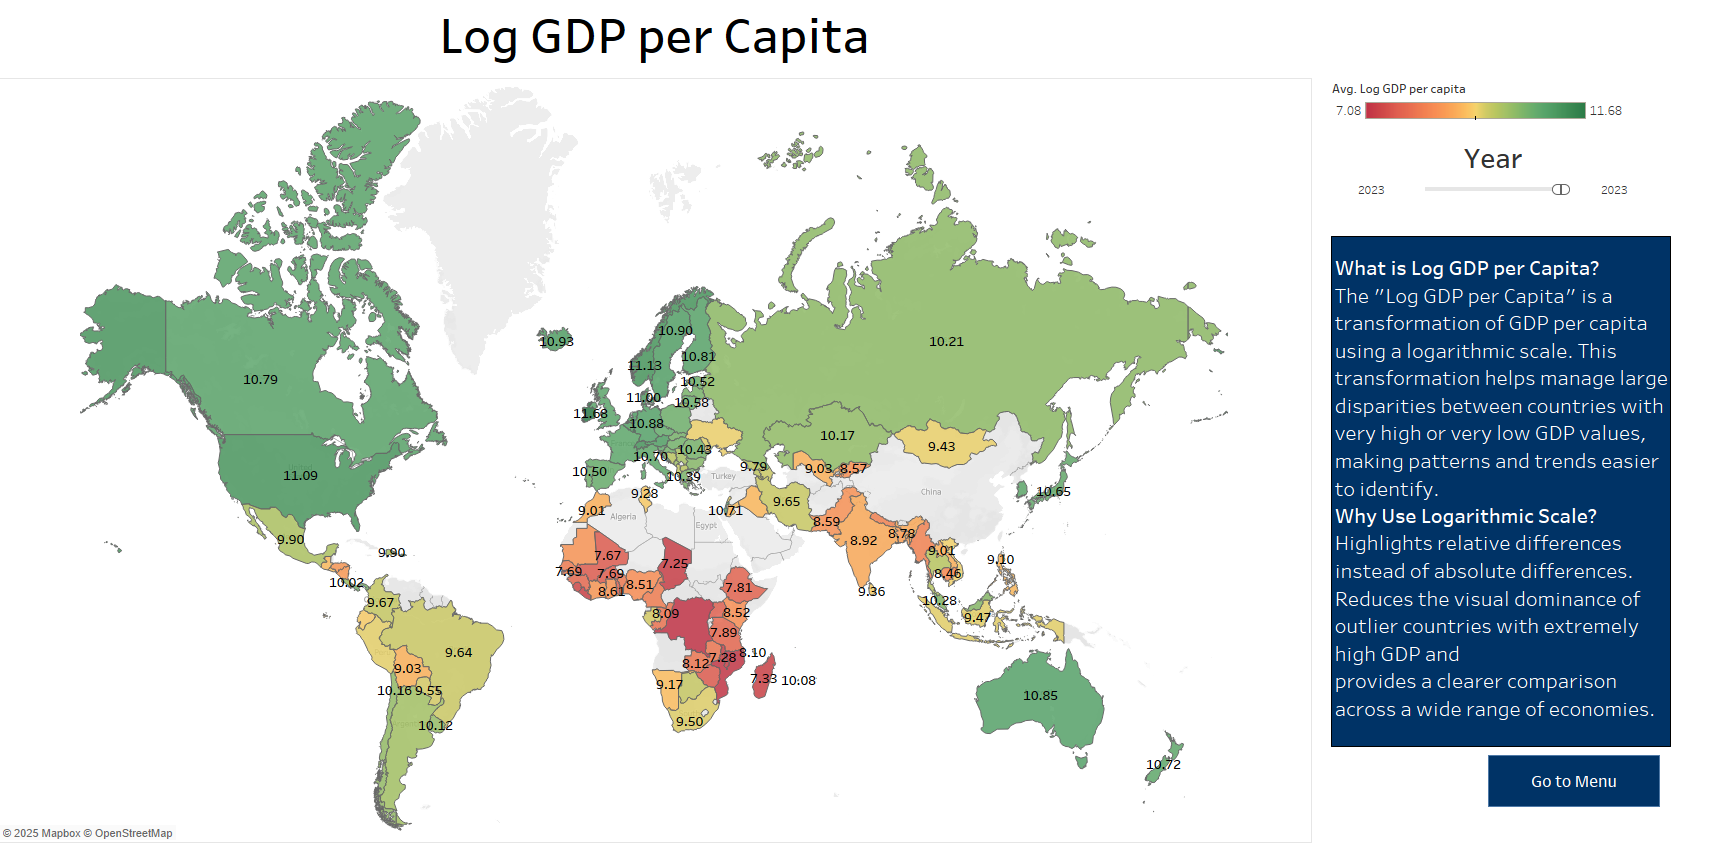 Log GDP per Capita
Avg. Log GDP per capita
7.08 11.68
Year
2023 2023
What is Log GDP per Capita?
The "Log GDP per Capita" is a
transformation of GDP per capita
using a logarithmic scale. This
transformation helps manage large
disparities between countries with
very high or very low GDP values,
making patterns and trends easier
to identify.
Why Use Logarithmic Scale?
Highlights relative differences
instead of absolute differences.
Reduces the visual dominance of
outlier countries with extremely
high GDP and
provides a clearer comparison
across a wide range of economies.
Go to Menu
10.93
10.90
10.81
11.13
10.21
10.79
10.52
11.00
10.58
11.68
10.88
10.17
9.43
10.43
10.70
11.09
10.50
10.39
Turkey
9.79
9.03
8.57
China
10.65
9.28
9.65
9.01
Algeria
10.71
Egypt
8.59
9.90
8.92
8.78
9.90
7.67
7.25
9.01
9.10
7.69
7.69
10.02
8.51
8.61
7.81
8.46
9.36
9.67
8.09
8.52
10.28
9.47
7.89
9.64
9.03
8.12
7.28
8.10
7.33
10.08
10.16
9.55
9.17
10.85
10.12
9.50
10.72
© 2025 Mapbox © OpenStreetMap